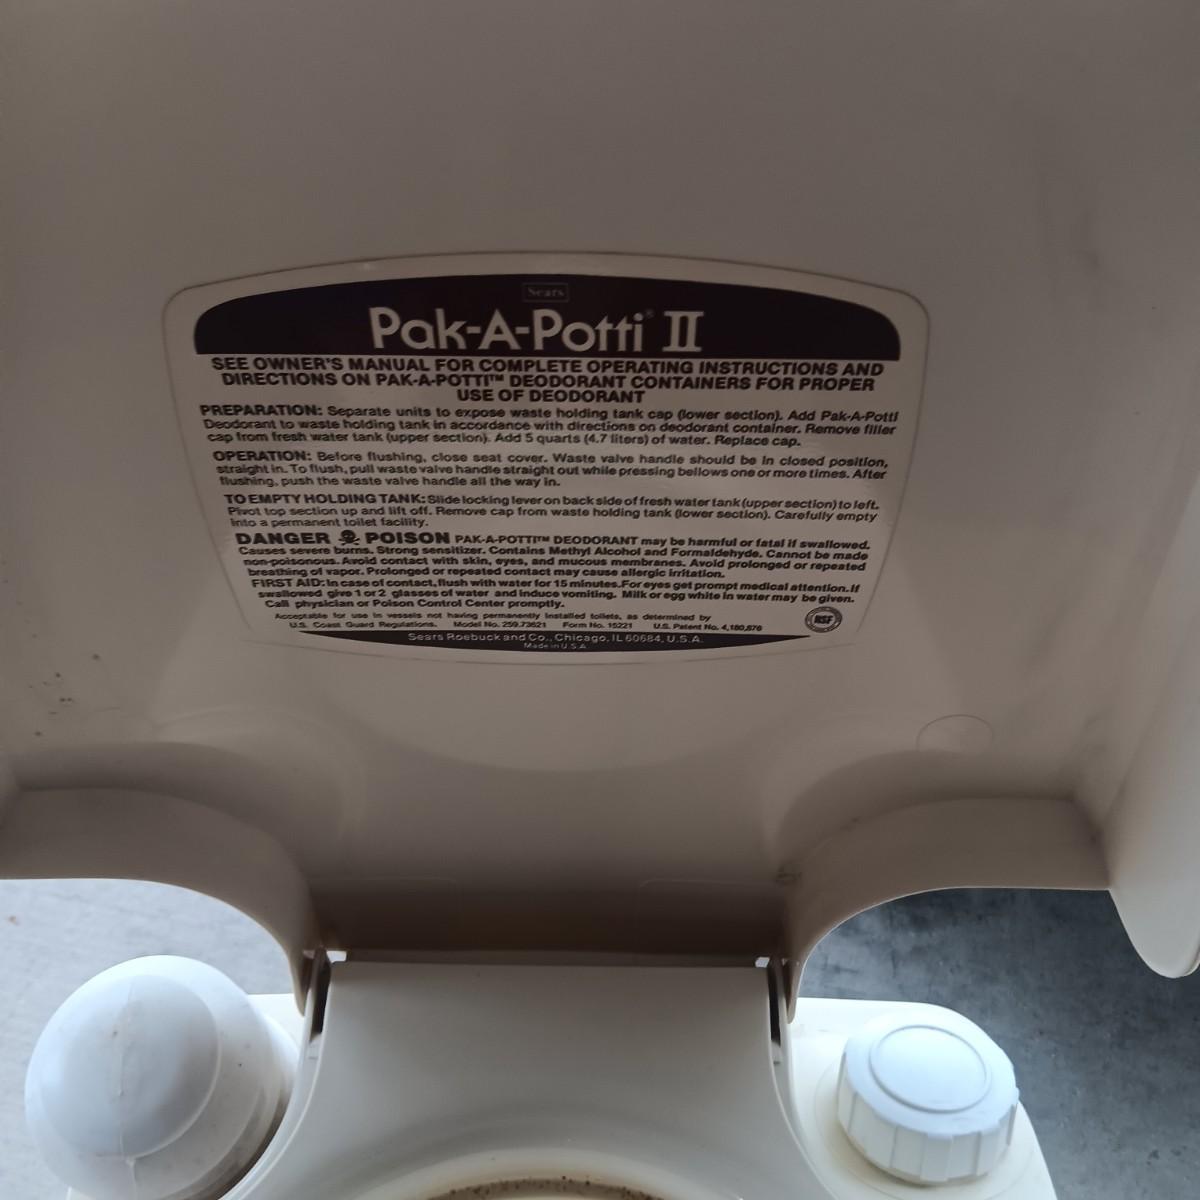 Sears
Pak-A-Potti® II
SEE OWNER'S MANUAL FOR COMPLETE OPERATING INSTRUCTIONS AND
DIRECTIONS ON PAK-A-POTTI™ DEODORANT CONTAINERS FOR PROPER
USE OF DEODORANT
PREPARATION: Separate units to expose waste holding tank cap (lower section). Add Pak-A-Potti
Deodorant to waste holding tank in accordance with directions on deodorant container. Remove filler
cap from fresh water tank (upper section). Add 5 quarts (4.7 liters) of water. Replace cap.
OPERATION: Before flushing, close seat cover. Waste valve handle should be in closed position,
straight in. To flush, pull waste valve handle straight out while pressing bellows one or more times. After
flushing, push the waste valve handle all the way in.
TO EMPTY HOLDING TANK: Slide locking lever on back side of fresh water tank (upper section) to left.
Pivot top section up and lift off. Remove cap from waste holding tank (lower section). Carefully empty
into a permanent toilet facility.
DANGER ☠ POISON PAK-A-POTTI™ DEODORANT may be harmful or fatal if swallowed.
Causes severe burns. Strong sensitizer. Contains Methyl Alcohol and Formaldehyde. Cannot be made
non-poisonous. Avoid contact with skin, eyes, and mucous membranes. Avoid prolonged or repeated
breathing of vapor. Prolonged or repeated contact may cause allergic irritation.
FIRST AID: In case of contact, flush with water for 15 minutes. For eyes get prompt medical attention. If
swallowed give 1 or 2 glasses of water and induce vomiting. Milk or egg white in water may be given.
Call physician or Poison Control Center promptly.
Acceptable for use in vessels not having permanently installed toilets, as determined by
U.S. Coast Guard Regulations. Model No. 259.73621 Form No. 15221 U.S. Patent No. 4,180,876
NSF
Sears Roebuck and Co., Chicago, IL 60684, U.S.A.
Made in U.S.A.